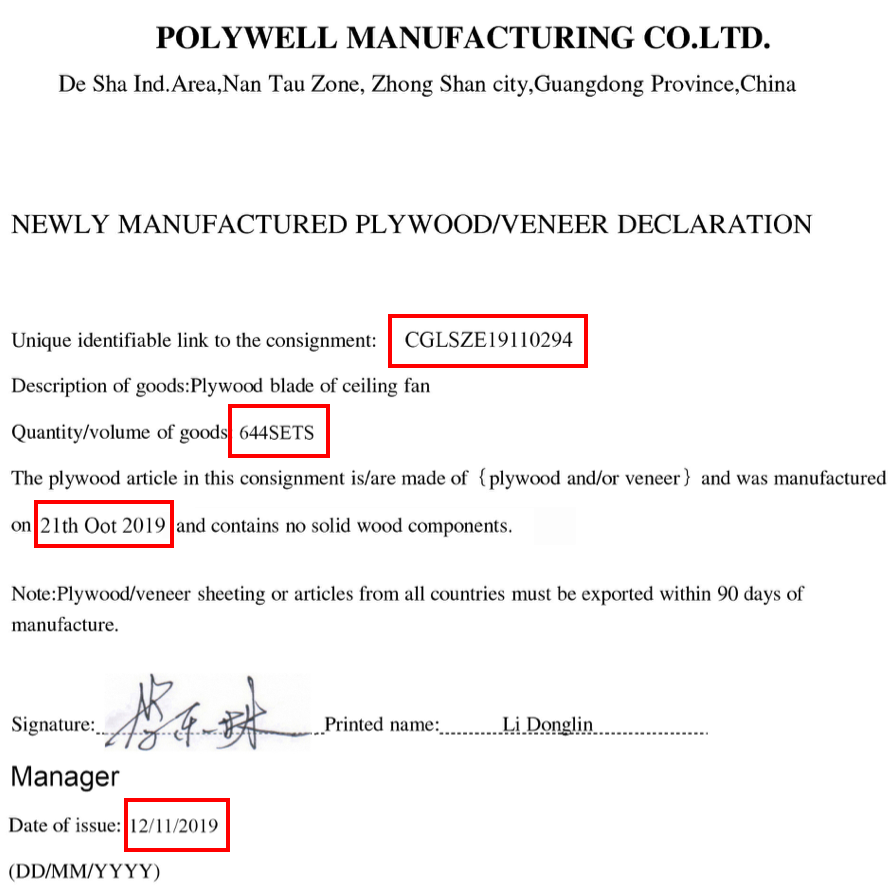 POLYWELL MANUFACTURING CO.LTD.
De Sha Ind.Area,Nan Tau Zone, Zhong Shan city,Guangdong Province,China
NEWLY MANUFACTURED PLYWOOD/VENEER DECLARATION
Unique identifiable link to the consignment: CGLSZE19110294
Description of goods:Plywood blade of ceiling fan
Quantity/volume of goods 644SETS
The plywood article in this consignment is/are made of {plywood and/or veneer} and was manufactured
on 21th Oot 2019 and contains no solid wood components.
Note:Plywood/veneer sheeting or articles from all countries must be exported within 90 days of
manufacture.
Signature: Printed name: Li Donglin
Manager
Date of issue: 12/11/2019
(DD/MM/YYYY)